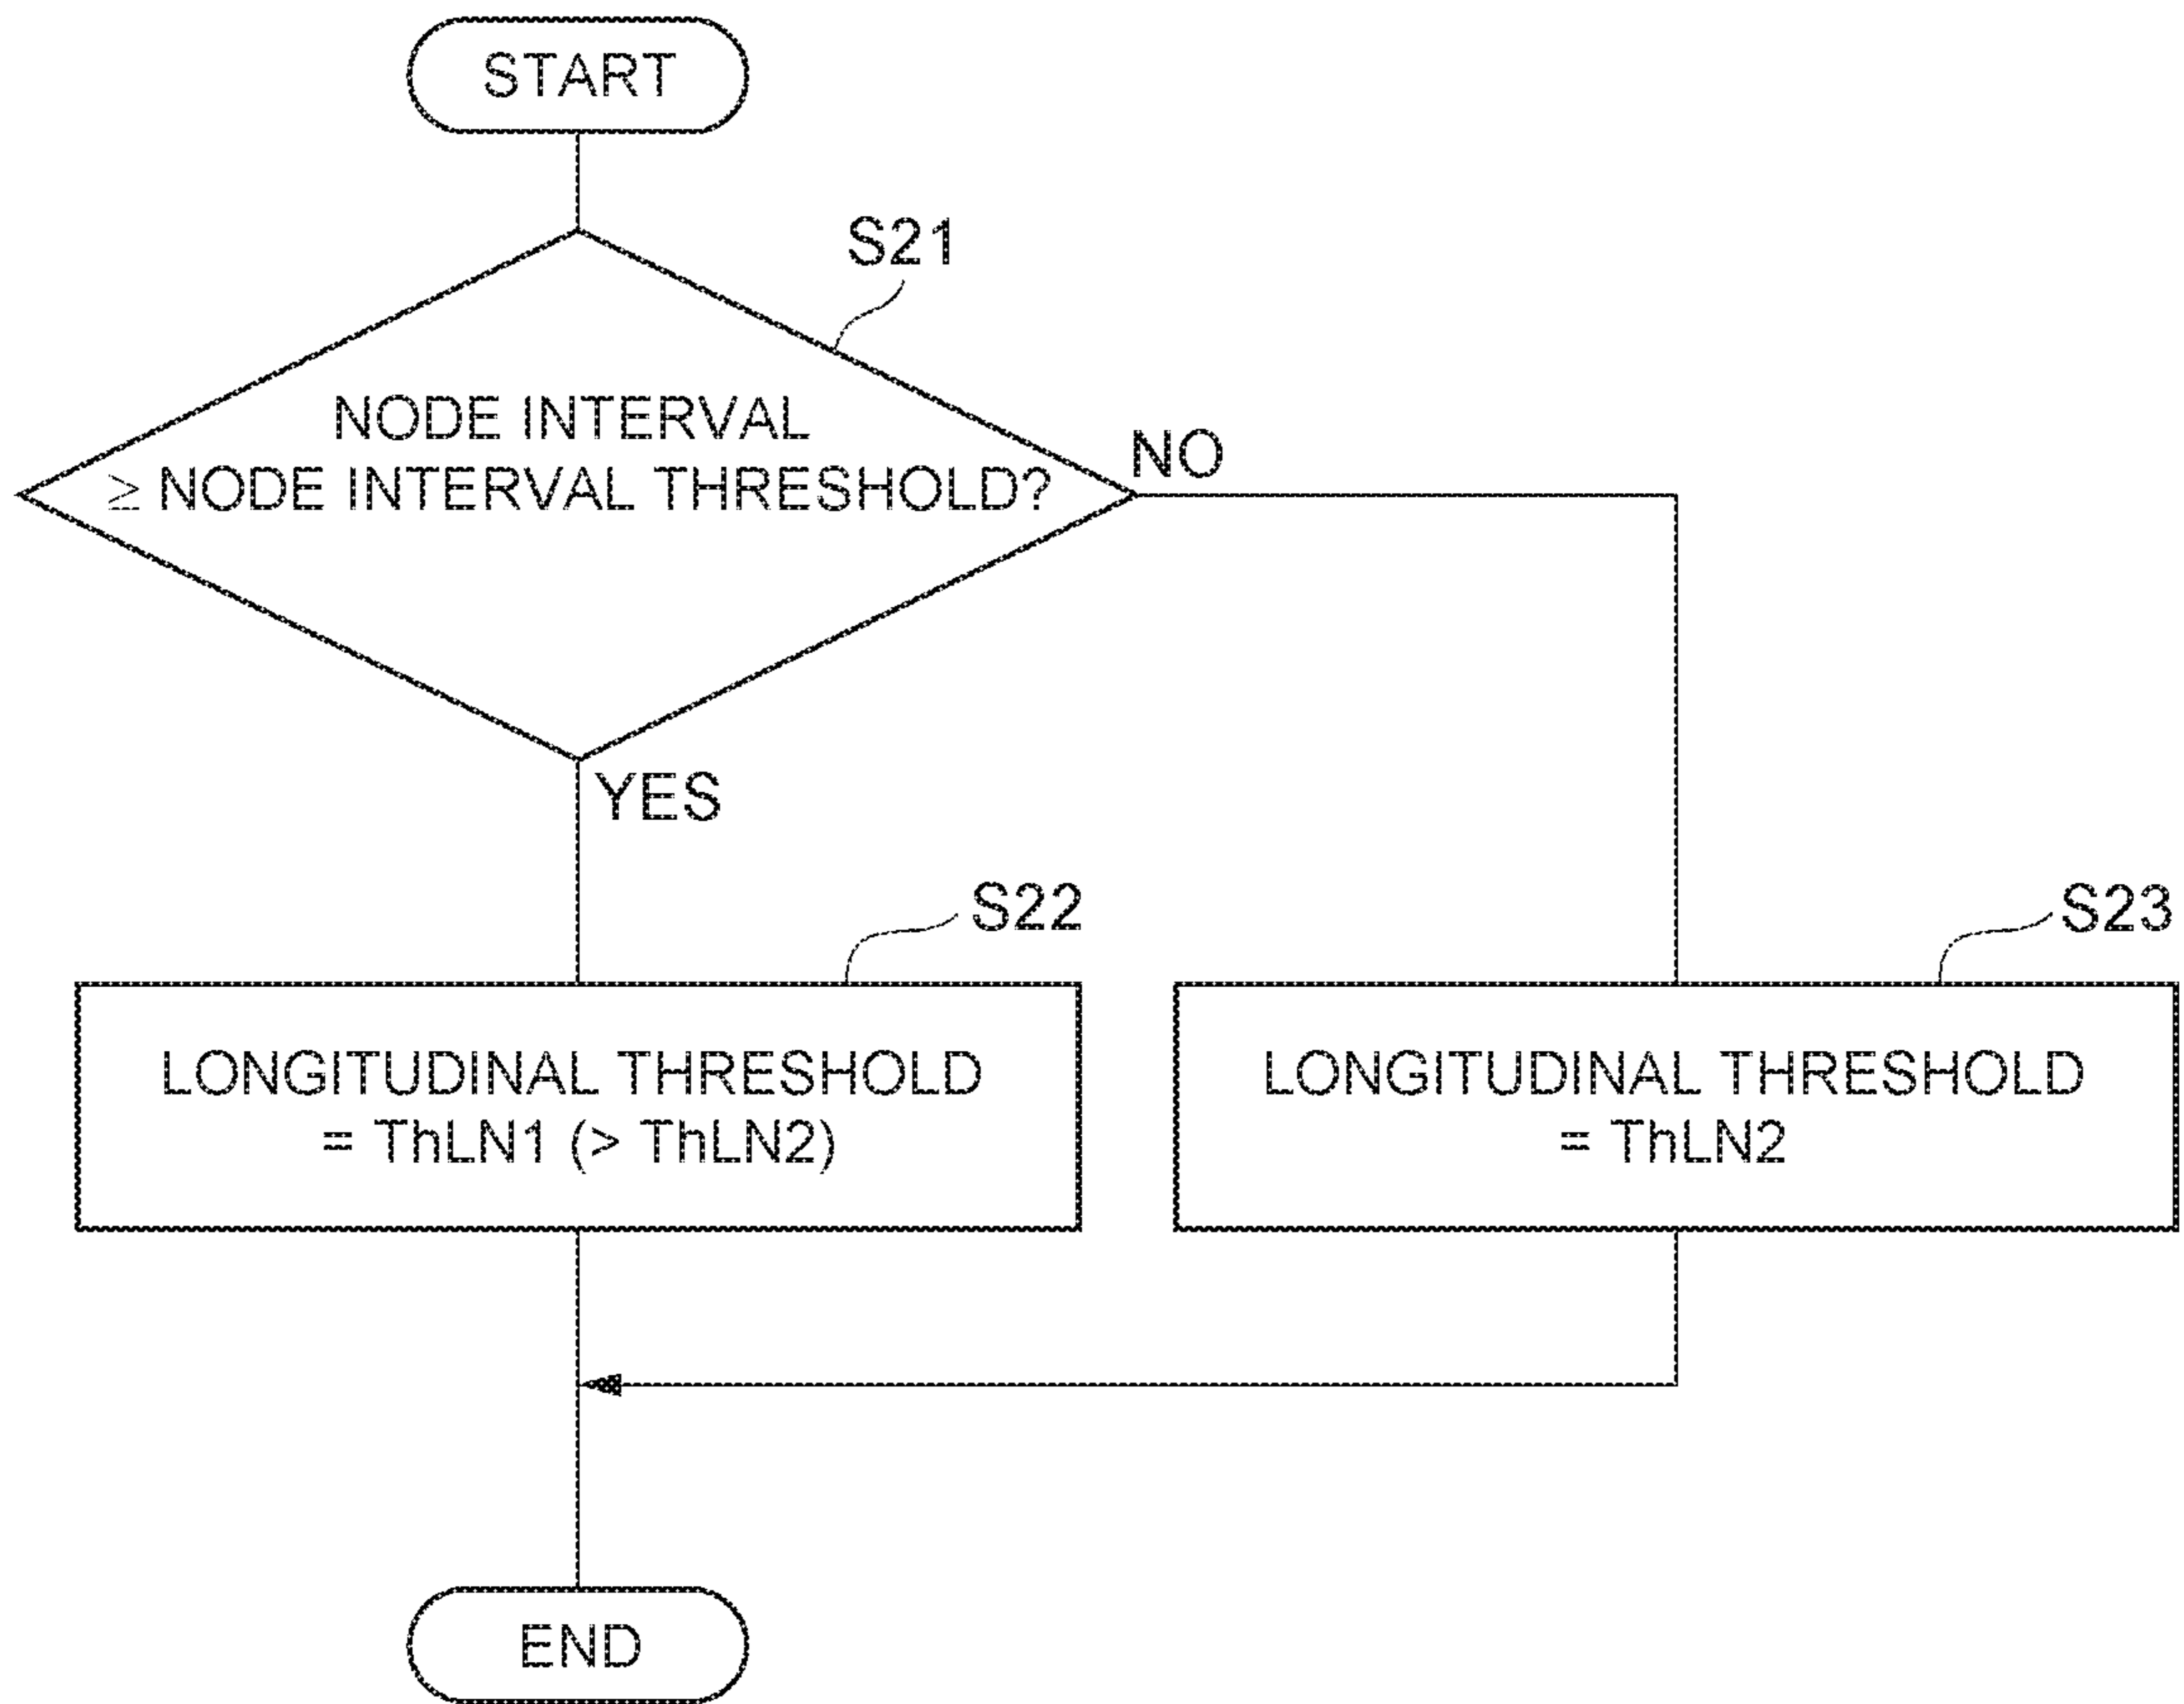 START
S21
NODE INTERVAL
≥ NODE INTERVAL THRESHOLD?
NO
YES
S22
S23
LONGITUDINAL THRESHOLD
= ThLN1 (> ThLN2)
LONGITUDINAL THRESHOLD
= ThLN2
END